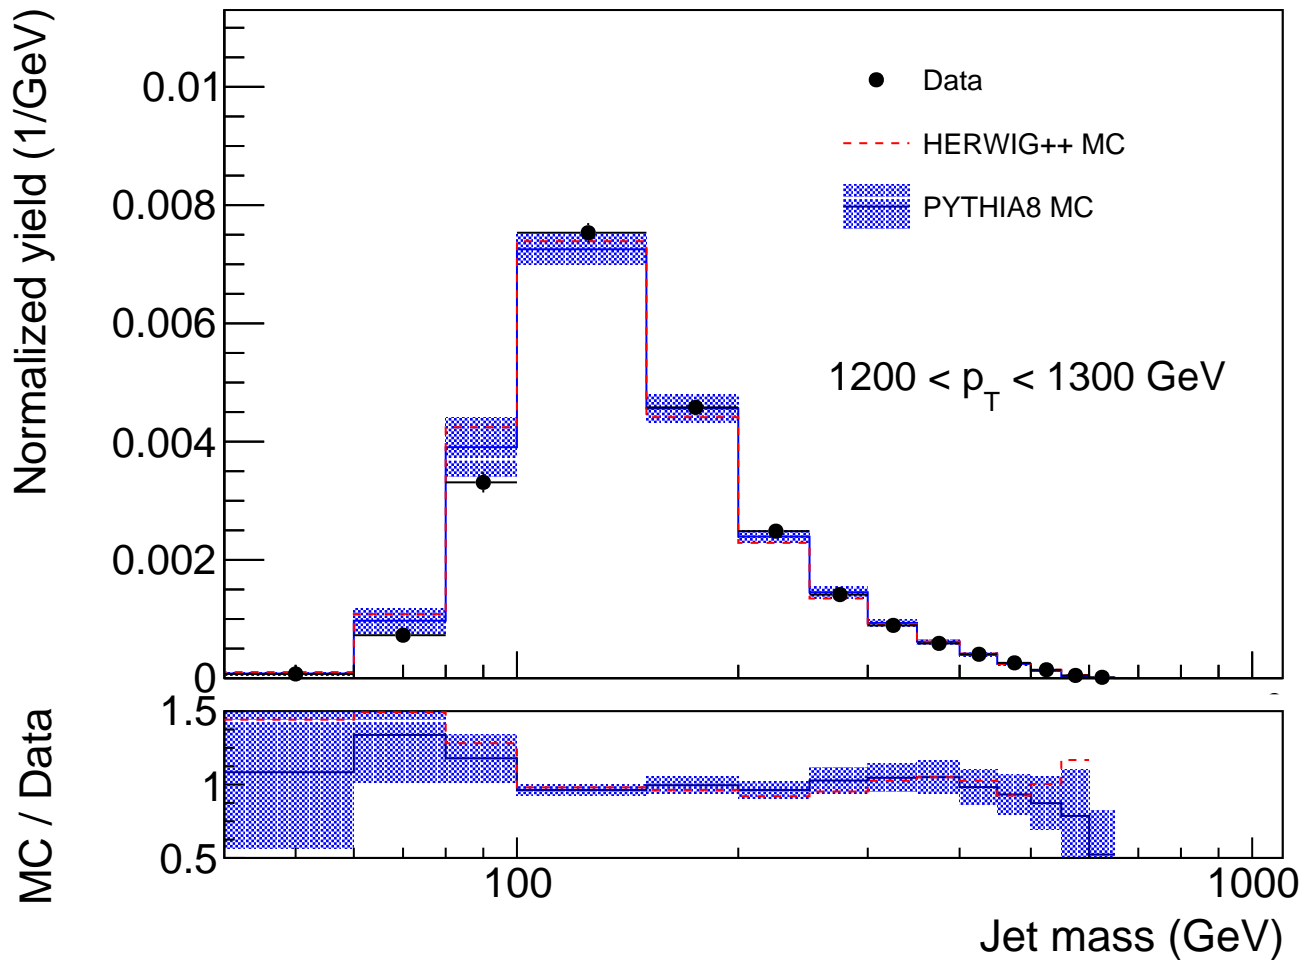 Normalized yield (1/GeV)
0.01
0.008
0.006
0.004
0.002
0
Data
HERWIG++ MC
PYTHIA8 MC
1200 < p_T < 1300 GeV
MC / Data
1.5
1
0.5
100
1000
Jet mass (GeV)